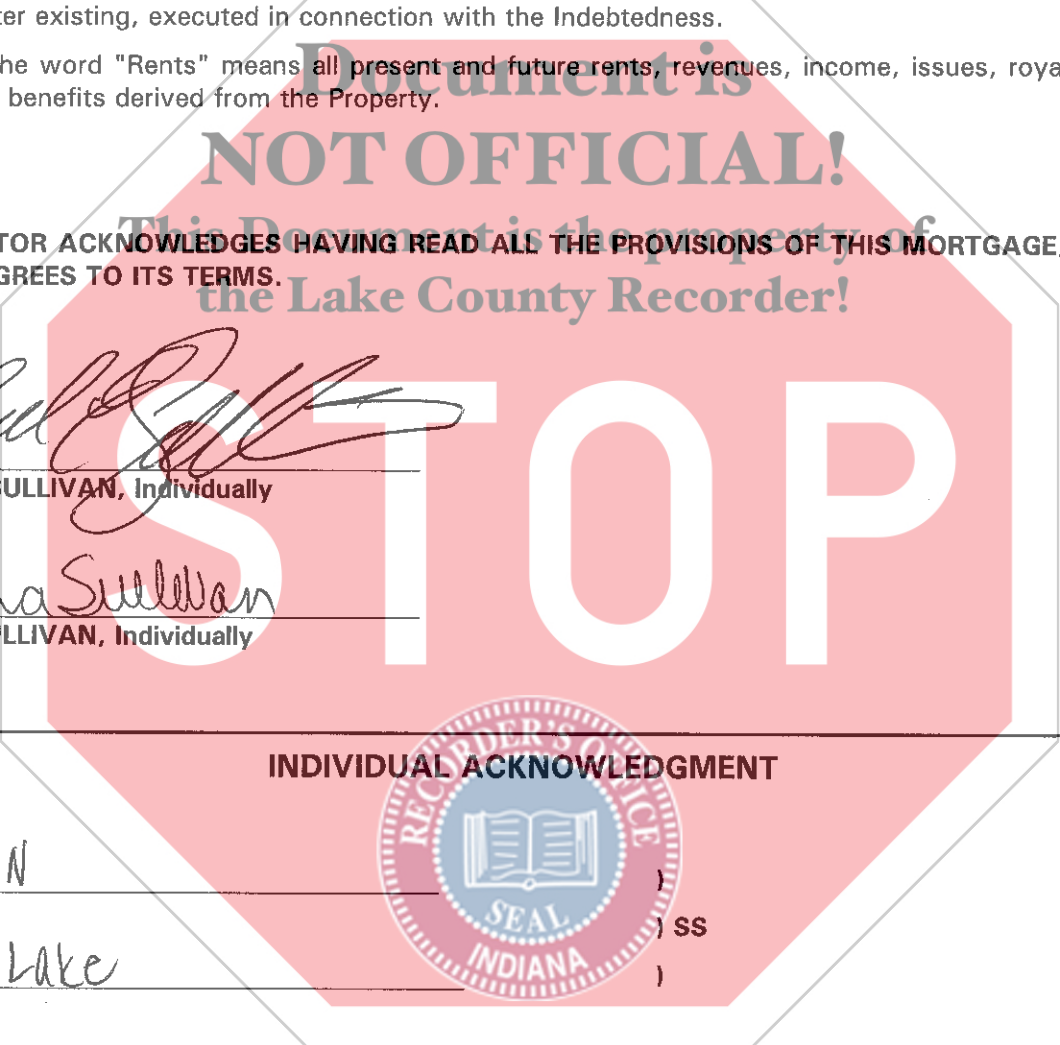 ter existing, executed in connection with the Indebtedness.
Document is
he word "Rents" means all present and future rents, revenues, income, issues, roya
benefits derived from the Property.
NOT OFFICIAL!
This Document is the property of
TOR ACKNOWLEDGES HAVING READ ALL THE PROVISIONS OF THIS MORTGAGE,
GREES TO ITS TERMS.
the Lake County Recorder!
STOP
ULLIVAN, Individually
na Sullivan
LLIVAN, Individually
RECORDER'S OFFICE
INDIVIDUAL ACKNOWLEDGMENT
N )
SEAL
) SS
INDIANA
Lake )